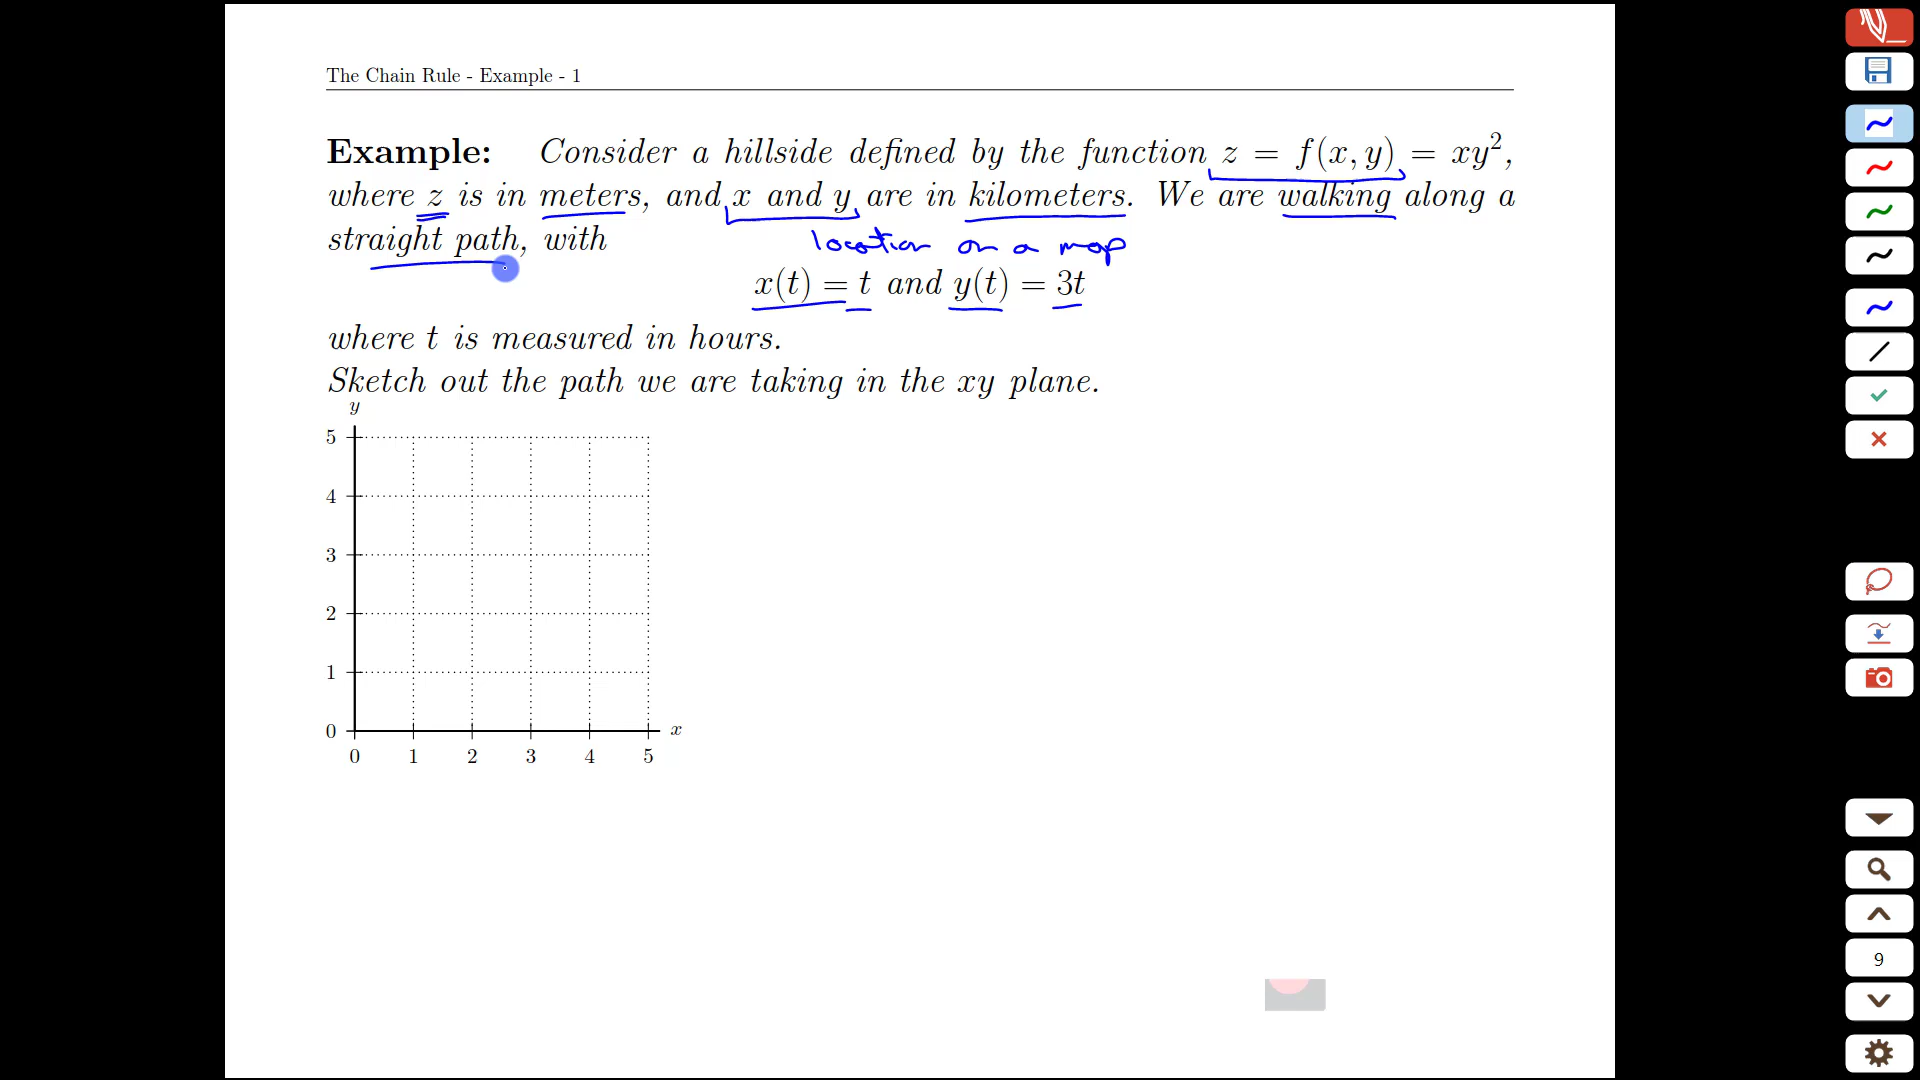 The Chain Rule - Example - 1
Example: Consider a hillside defined by the function z = f(x, y) = xy²,
where z is in meters, and x and y are in kilometers. We are walking along a
straight path, with
location on a map
x(t) = t and y(t) = 3t
where t is measured in hours.
Sketch out the path we are taking in the xy plane.
y
5
4
3
2
1
0
x
0 1 2 3 4 5
9